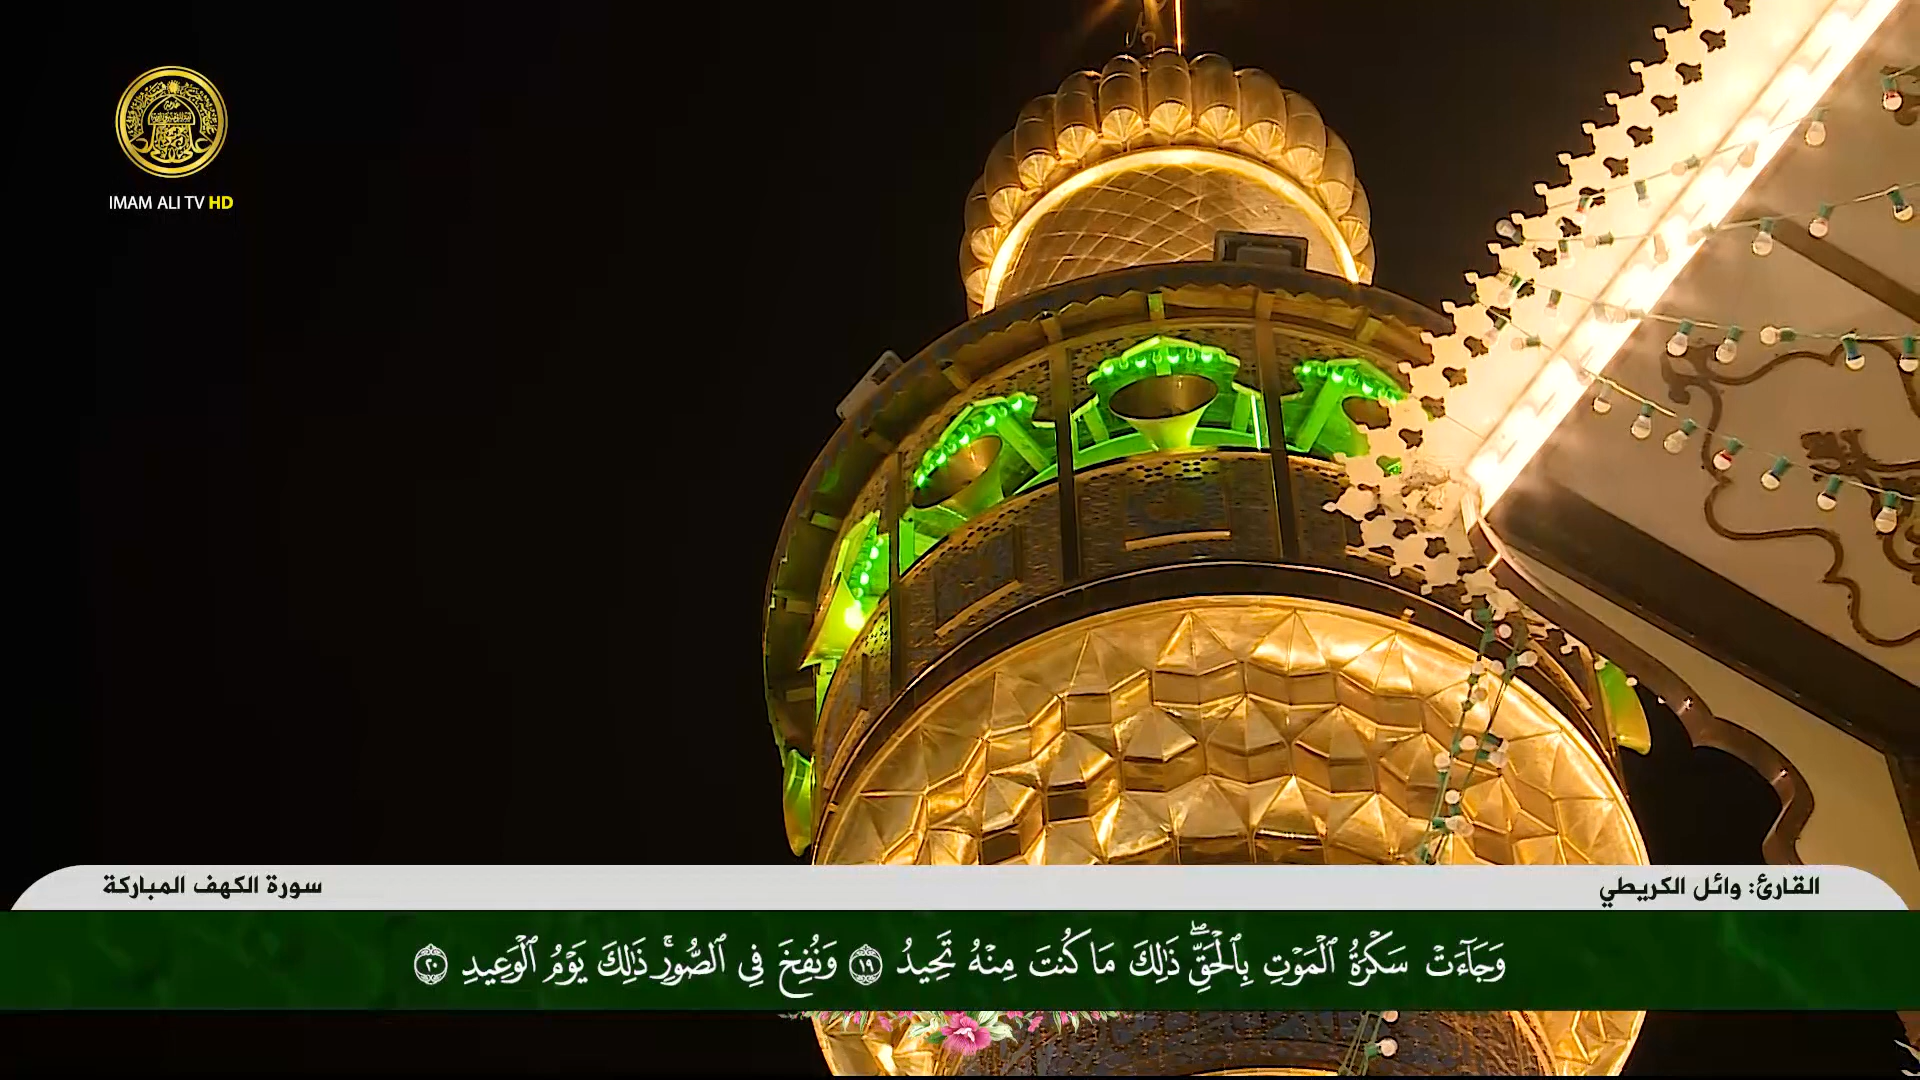 IMAM ALI TV HD
القارئ: وائل الكريطي
سورة الكهف المباركة
وَجَآءَتْ سَكْرَةُ ٱلْمَوْتِ بِٱلْحَقِّۖ ذَٰلِكَ مَا كُنتَ مِنْهُ تَحِيدُ ١٩ وَنُفِخَ فِى ٱلصُّورِۚ ذَٰلِكَ يَوْمُ ٱلْوَعِيدِ ٢٠